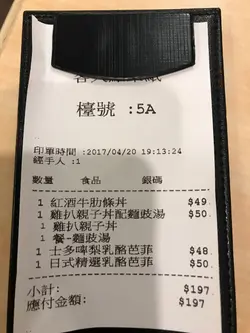 檯號 :5A
印單時間 :2017/04/20 19:13:24
經手人 :1
數量 食品 銀碼
1 紅酒牛肋條丼 $49
1 雞扒親子丼配麵豉湯 $50
1 雞扒親子丼
1 餐-麵豉湯
1 士多啤梨乳酪芭菲 $48
1 日式精選乳酪芭菲 $50
小計: $197
應付金額: $197